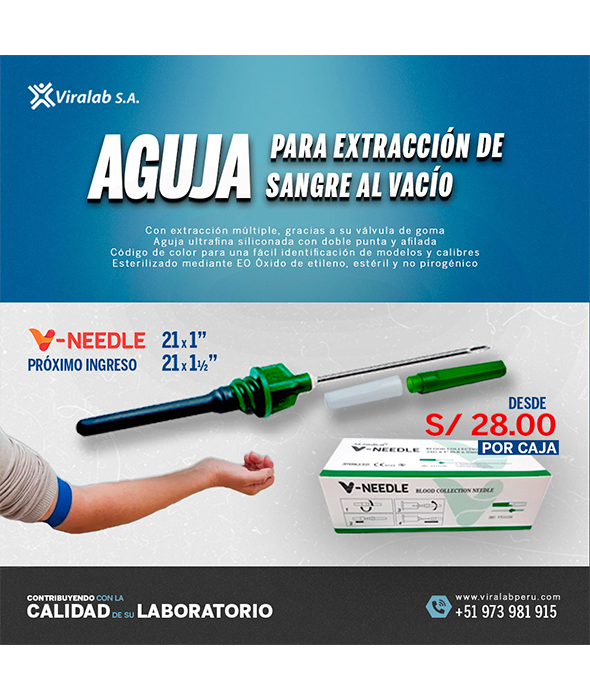 Viralab S.A.
AGUJA PARA EXTRACCIÓN DE
SANGRE AL VACÍO
Con extracción múltiple, gracias a su válvula de goma
Aguja ultrafina siliconada con doble punta y afilada
Código de color para una fácil identificación de modelos y calibres
Esterilizado mediante EO Óxido de etileno, estéril y no pirogénico
V-NEEDLE 21 x 1”
PRÓXIMO INGRESO 21 x 1½”
DESDE
S/ 28.00
POR CAJA
V-NEEDLE
BLOOD COLLECTION
V-NEEDLE BLOOD COLLECTION NEEDLE
CONTRIBUYENDO CON LA
CALIDAD DE SU LABORATORIO
www.viralabperu.com
+51 973 981 915